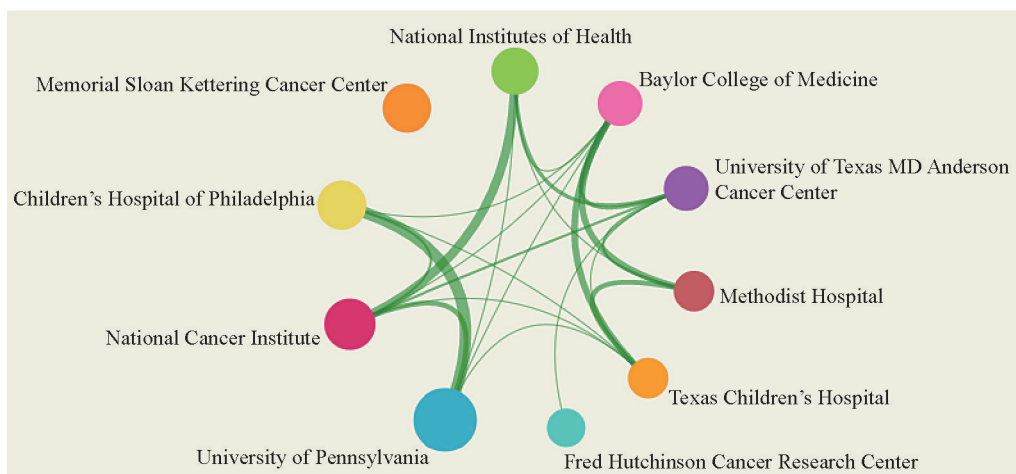 National Institutes of Health
Memorial Sloan Kettering Cancer Center
Baylor College of Medicine
University of Texas MD Anderson
Cancer Center
Children’s Hospital of Philadelphia
Methodist Hospital
National Cancer Institute
Texas Children’s Hospital
University of Pennsylvania
Fred Hutchinson Cancer Research Center